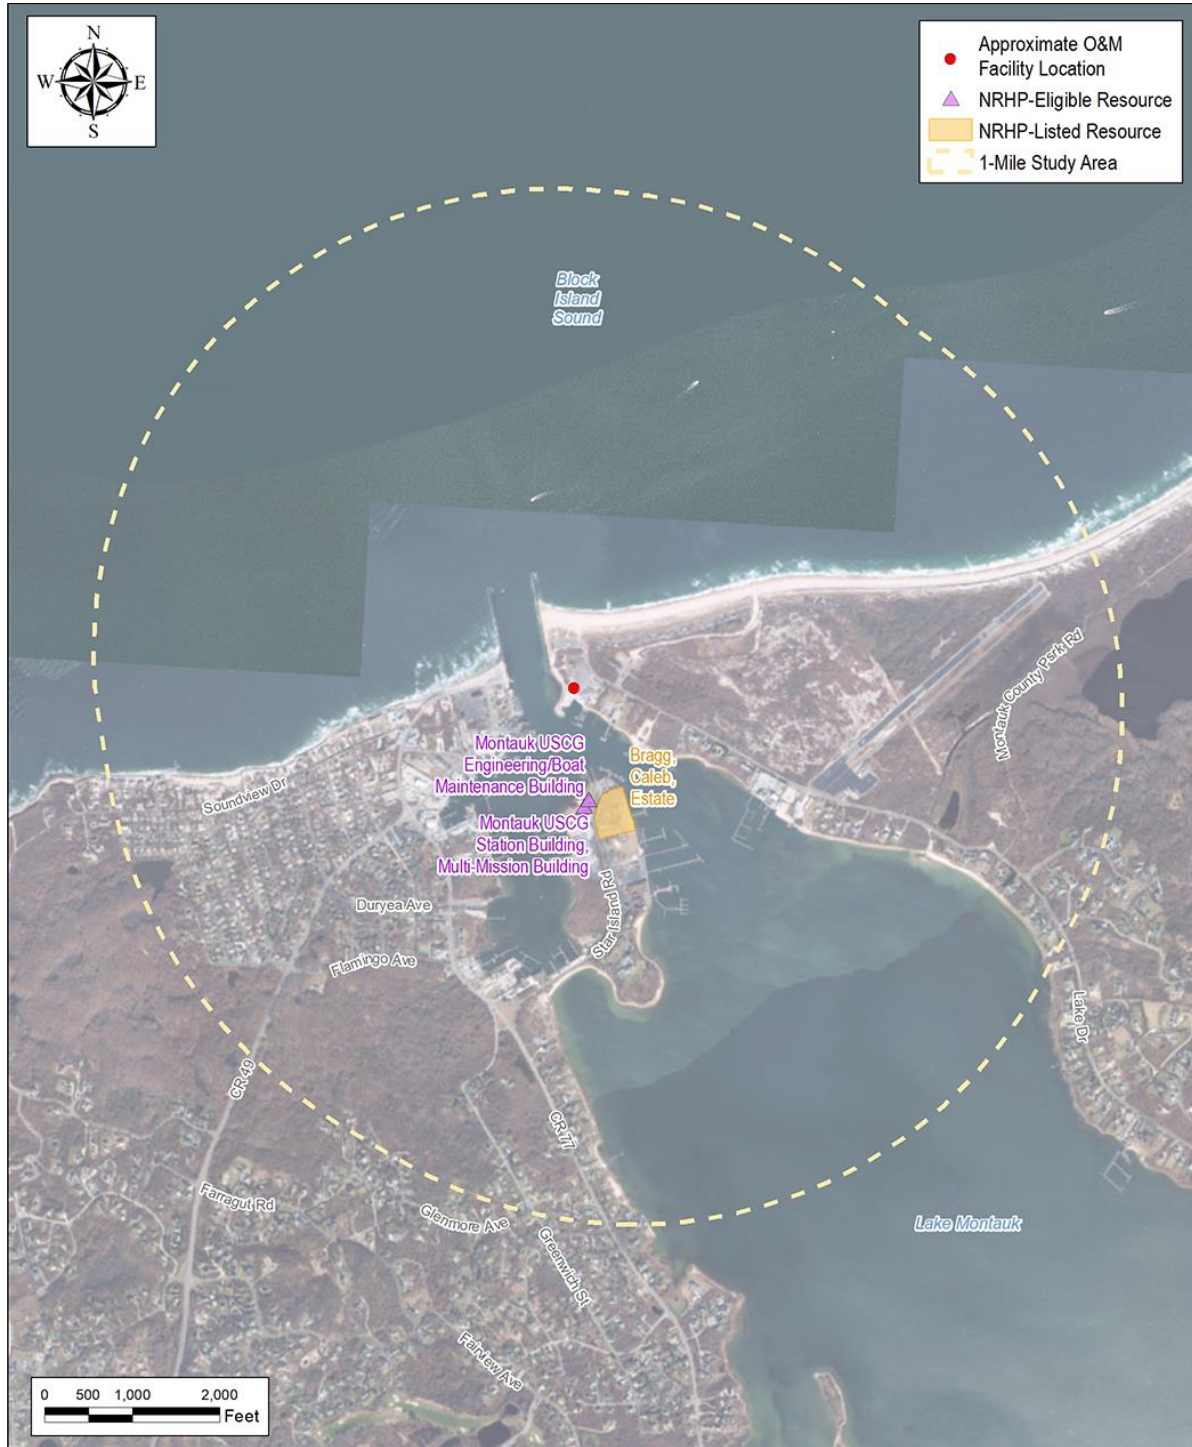 N
W
E
S
Approximate O&M
Facility Location
NRHP-Eligible Resource
NRHP-Listed Resource
1-Mile Study Area
Block
Island
Sound
Montauk County Psrk Rd
Soundview Dr
Montauk USCG
Engineering/Boat
Maintenance Building
Bragg,
Caleb,
Estate
Montauk USCG
Station Building,
Multi-Mission Building
Star Island Rd
Duryea Ave
Flamingo Ave
Lake Dr
CR 49
CR 77
Farragut Rd
Glenmore Ave
Greenwich St
Lake Montauk
Fairview Ave
0 500 1,000 2,000
Feet